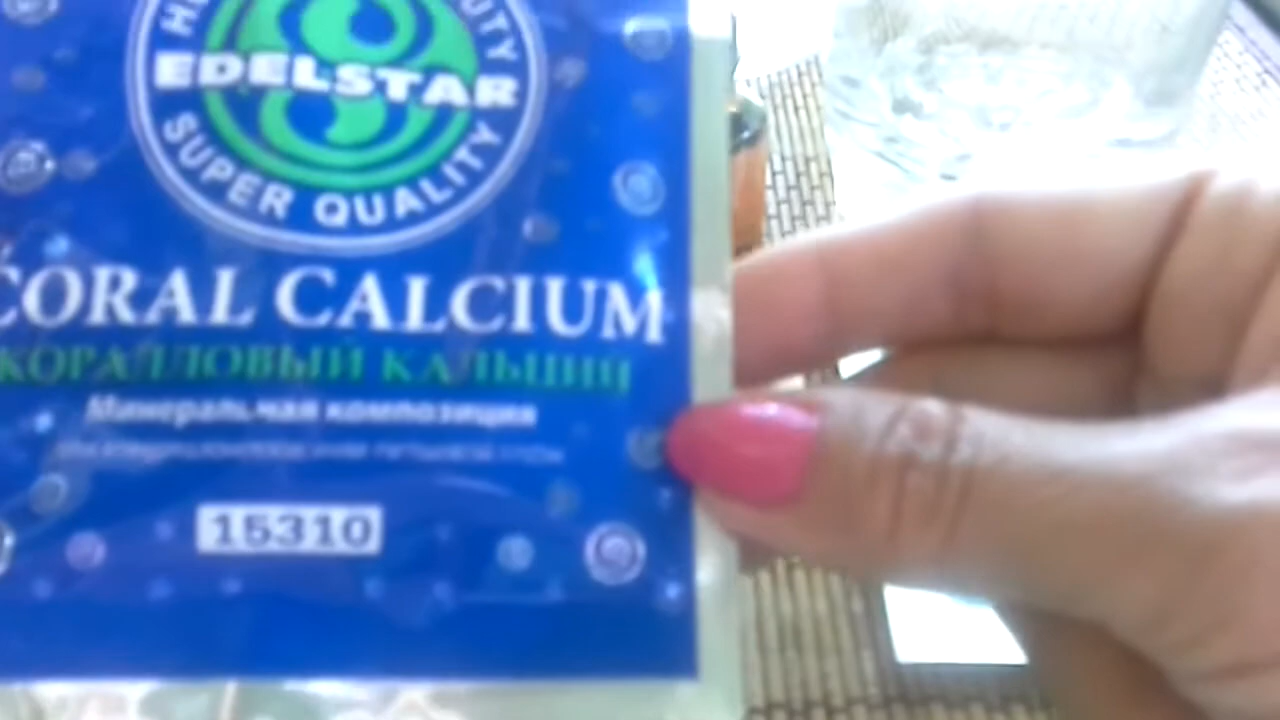 EDELSTAR
SUPER QUALITY
CORAL CALCIUM
КОРАЛЛОВЫЙ КАЛЬЦИЙ
Минеральная композиция
15310